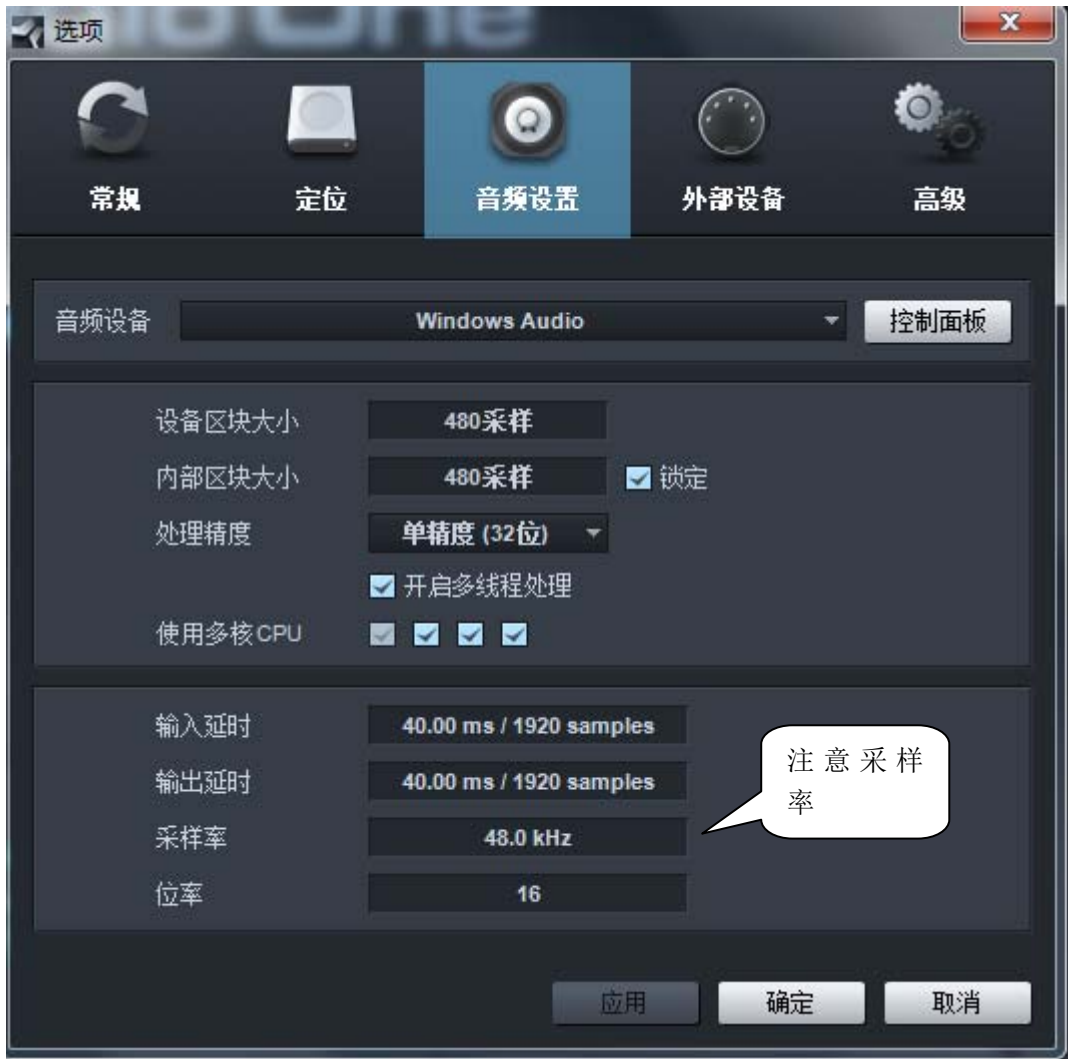 选项
常规
定位
音频设置
外部设备
高级
音频设备
Windows Audio
控制面板
设备区块大小
480采样
内部区块大小
480采样
锁定
处理精度
单精度 (32位)
开启多线程处理
使用多核CPU
输入延时
40.00 ms / 1920 samples
输出延时
40.00 ms / 1920 samples
注意采样
率
采样率
48.0 kHz
位率
16
应用
确定
取消